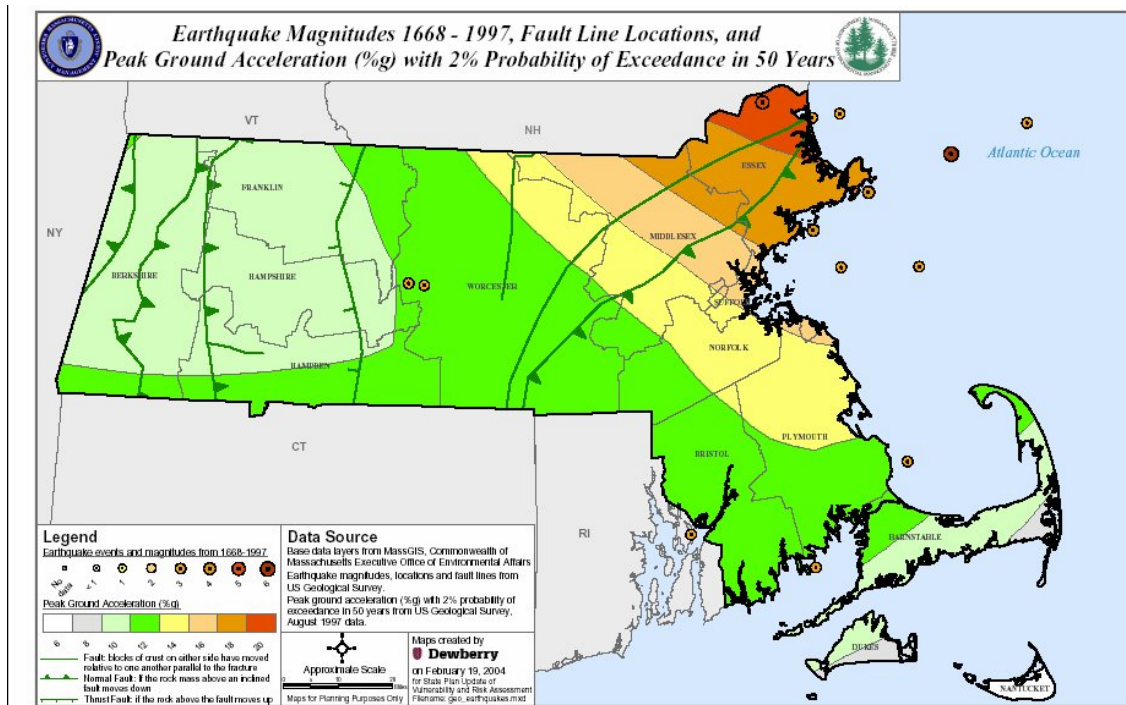 Earthquake Magnitudes 1668 - 1997, Fault Line Locations, and
Peak Ground Acceleration (%g) with 2% Probability of Exceedance in 50 Years
VT
NH
NY
Atlantic Ocean
ESSEX
FRANKLIN
MIDDLESEX
BERKSHIRE
HAMPSHIRE
WORCESTER
SUFFOLK
NORFOLK
HAMPDEN
PLYMOUTH
CT
BRISTOL
RI
BARNSTABLE
DUKES
NANTUCKET
Legend
Earthquake events and magnitudes from 1668-1997
No data
<1
1
2
3
4
5
6
Peak Ground Acceleration (%g)
6
8
10
12
14
16
18
20
Fault: blocks of crust on either side have moved
relative to one another parallel to the fracture
Normal Fault: If the rock mass above an inclined
fault moves down
Thrust Fault: if the rock above the fault moves up
Data Source
Base data layers from MassGIS, Commonwealth of
Massachusetts Executive Office of Environmental Affairs
Earthquake magnitudes, locations and fault lines from
US Geological Survey.
Peak ground acceleration (%g) with 2% probability of
exceedance in 50 years from US Geological Survey,
August 1997 data.
Approximate Scale
Maps for Planning Purposes Only
Maps created by
Dewberry
on February 19, 2004
for State Plan Update of
Vulnerability and Risk Assessment
Filename: geo_earthquakes.mxd